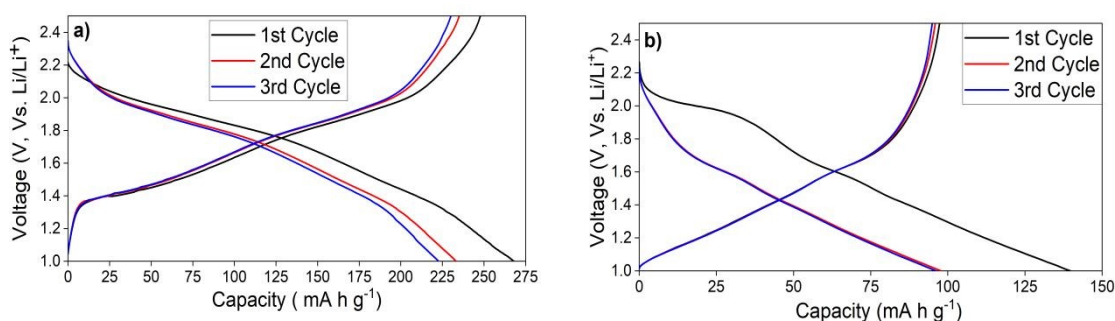 a)
1st Cycle
2nd Cycle
3rd Cycle
Voltage (V, Vs. Li/Li⁺)
2.4
2.2
2.0
1.8
1.6
1.4
1.2
1.0
0 25 50 75 100 125 150 175 200 225 250 275
Capacity ( mA h g⁻¹)
b)
1st Cycle
2nd Cycle
3rd Cycle
Voltage (V, Vs. Li/Li⁺)
2.4
2.2
2.0
1.8
1.6
1.4
1.2
1.0
0 25 50 75 100 125 150
Capacity (mA h g⁻¹)